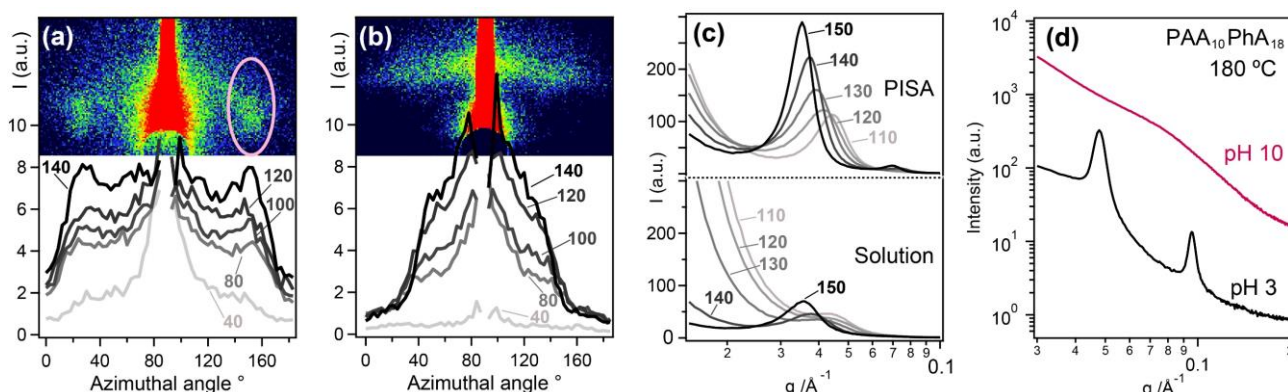 (a)
I (a.u.)
10
8
6
4
2
0
140
120
100
80
40
0 40 80 120 160
Azimuthal angle °
(b)
I (a.u.)
10
8
6
4
2
0
140
120
100
80
40
0 40 80 120 160
Azimuthal angle °
(c)
I (a.u.)
200
100
0
200
100
0
150
140
130
120
110
PISA
110
120
130
140
150
Solution
2 3 4 5 6 7 8 9 0.1
q /Å⁻¹
(d)
Intensity (a.u.)
10⁴
10³
10²
10¹
10⁰
PAA₁₀PhA₁₈
180 ºC
pH 10
pH 3
3 4 5 6 7 8 9 0.1
q /Å⁻¹